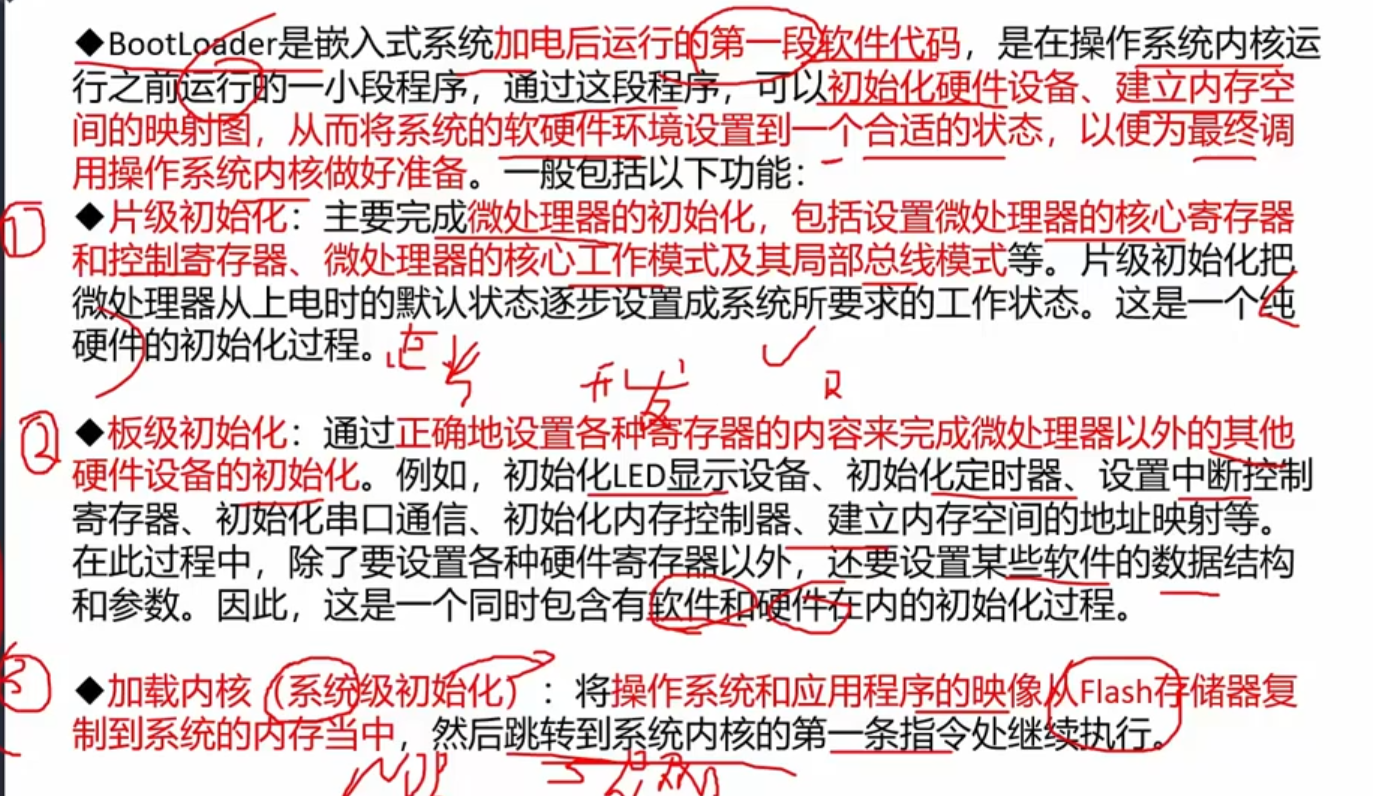 ◆BootLoader是嵌入式系统加电后运行的第一段软件代码，是在操作系统内核运
行之前运行的一小段程序，通过这段程序，可以初始化硬件设备、建立内存空
间的映射图，从而将系统的软硬件环境设置到一个合适的状态，以便为最终调
用操作系统内核做好准备。一般包括以下功能：
①
◆片级初始化：主要完成微处理器的初始化，包括设置微处理器的核心寄存器
和控制寄存器、微处理器的核心工作模式及其局部总线模式等。片级初始化把
微处理器从上电时的默认状态逐步设置成系统所要求的工作状态。这是一个纯
硬件的初始化过程。
②
◆板级初始化：通过正确地设置各种寄存器的内容来完成微处理器以外的其他
硬件设备的初始化。例如，初始化LED显示设备、初始化定时器、设置中断控制
寄存器、初始化串口通信、初始化内存控制器、建立内存空间的地址映射等。
在此过程中，除了要设置各种硬件寄存器以外，还要设置某些软件的数据结构
和参数。因此，这是一个同时包含有软件和硬件在内的初始化过程。
③
◆加载内核（系统级初始化）：将操作系统和应用程序的映像从Flash存储器复
制到系统的内存当中，然后跳转到系统内核的第一条指令处继续执行。